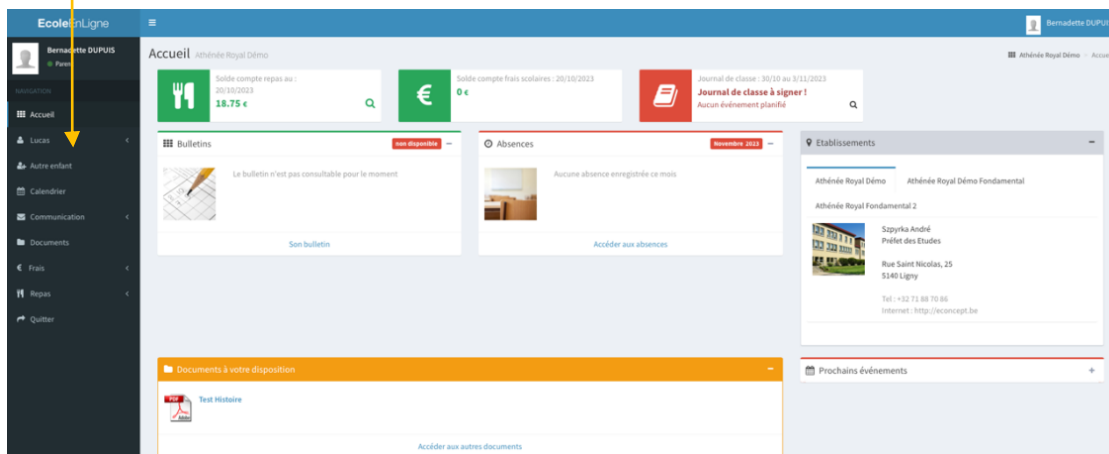 EcoleEnLigne
Bernadette DUPUIS
Bernadette DUPUIS
Parent
NAVIGATION
Accueil
Lucas
Autre enfant
Calendrier
Communication
Documents
€ Frais
Repas
Quitter
Accueil Athénée Royal Démo
Athénée Royal Démo > Accueil
Solde compte repas au :
20/10/2023
18.75 €
€
Solde compte frais scolaires : 20/10/2023
0 €
Journal de classe : 30/10 au 3/11/2023
Journal de classe à signer !
Aucun événement planifié
Bulletins
non disponible
Le bulletin n'est pas consultable pour le moment
Son bulletin
Absences
Novembre 2023
Aucune absence enregistrée ce mois
Accéder aux absences
Etablissements
Athénée Royal Démo Athénée Royal Démo Fondamental
Athénée Royal Fondamental 2
Szpyrka André
Préfet des Etudes
Rue Saint Nicolas, 25
5140 Ligny
Tel : +32 71 88 70 86
Internet : http://econcept.be
Documents à votre disposition
PDF
Adobe
Test Histoire
Accéder aux autres documents
Prochains événements